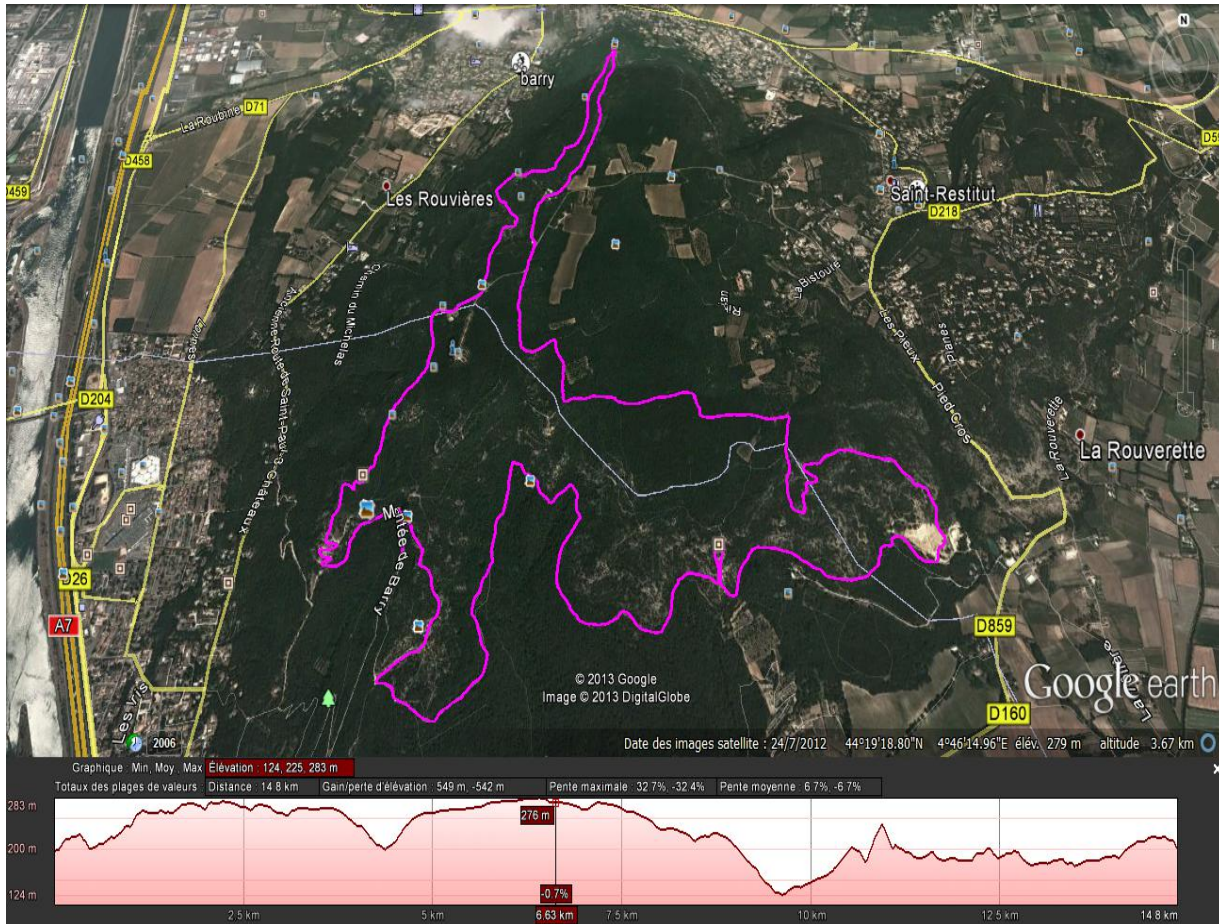 N
barry
La Roubine
D71
D458
D459
Les Rouvières
Saint-Restitut
D218
D59
Chemin du Michelas
La Bistoure
Ancienne Route de Saint-Paul-3-Châteaux
Les Pieux
Planas
Pied Gros
La Rouverette
La Rouverette
D204
Montée de Barry
D26
A7
D859
D160
Les Vis
2006
© 2013 Google
Image © 2013 DigitalGlobe
Google earth
Date des images satellite : 24/7/2012 44°19'18.80"N 4°46'14.96"E élév. 279 m altitude 3.67 km
Graphique : Min, Moy., Max Élévation : 124, 225, 283 m
Totaux des plages de valeurs Distance : 14.8 km Gain/perte d'élévation : 549 m, -542 m Pente maximale : 32.7%, -32.4% Pente moyenne : 6.7%, -6.7%
283 m
276 m
200 m
124 m
-0.7%
2.5 km 5 km 6.63 km 7.5 km 10 km 12.5 km 14.8 km